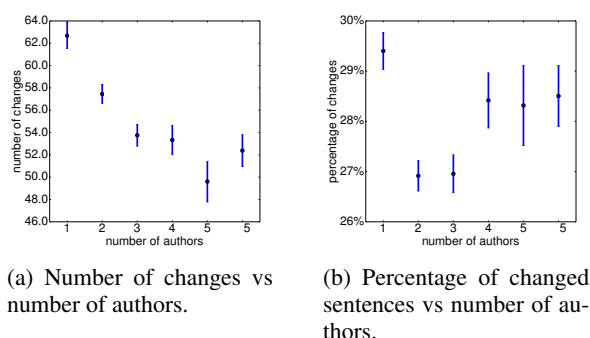 64.0
62.0
60.0
58.0
56.0
54.0
52.0
50.0
48.0
46.0
number of changes
1 2 3 4 5 5
number of authors
(a) Number of changes vs
number of authors.
30%
29%
28%
27%
26%
percentage of changes
1 2 3 4 5 5
number of authors
(b) Percentage of changed
sentences vs number of au-
thors.